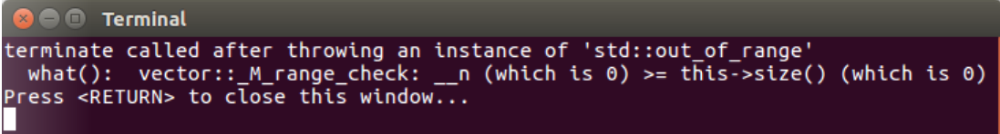 Terminal
terminate called after throwing an instance of 'std::out_of_range'
  what():  vector::_M_range_check: __n (which is 0) >= this->size() (which is 0)
Press <RETURN> to close this window...